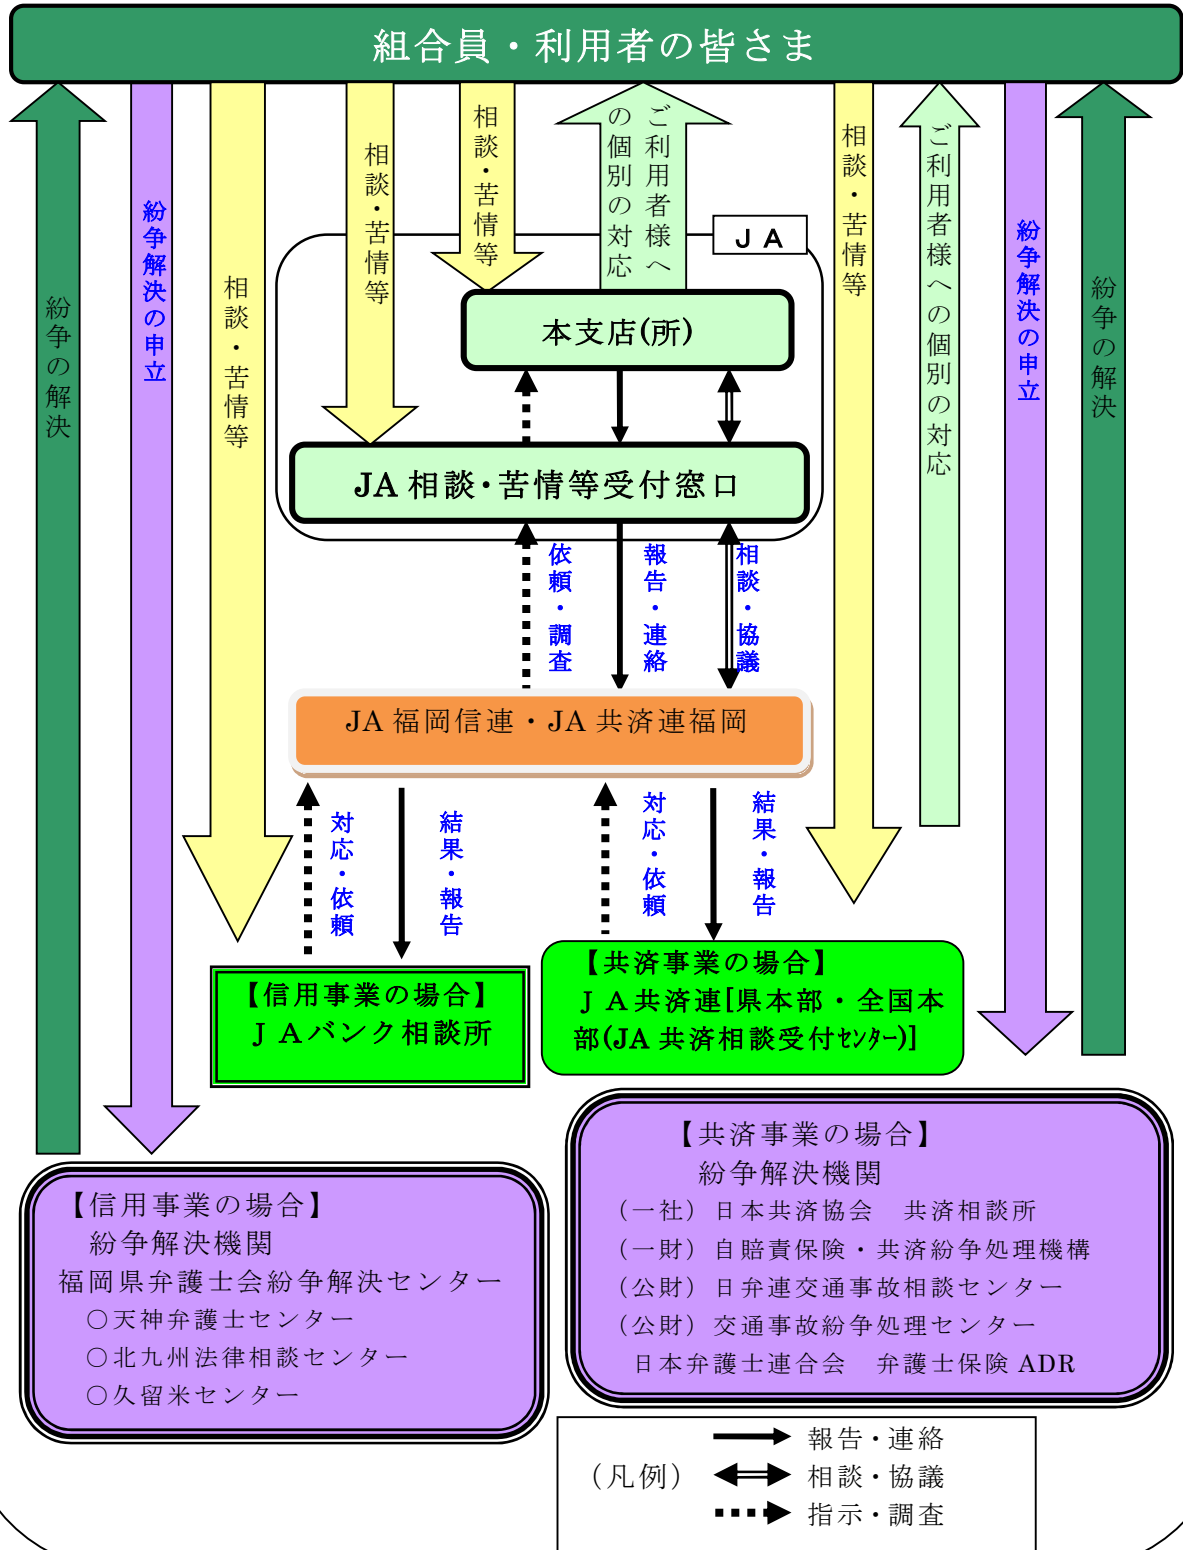 組合員・利用者の皆さま
紛争の解決
紛争解決の申立
相談・苦情等
相談・苦情等
相談・苦情等
ご利用者様へ
の個別の対応
相談・苦情等
ご利用者様への個別の対応
紛争解決の申立
紛争の解決
ＪＡ
本支店(所)
JA 相談・苦情等受付窓口
依頼・調査
報告・連絡
相談・協議
JA 福岡信連・JA 共済連福岡
対応・依頼
結果・報告
対応・依頼
結果・報告
【信用事業の場合】
ＪＡバンク相談所
【共済事業の場合】
ＪＡ共済連[県本部・全国本
部(JA 共済相談受付ｾﾝﾀｰ)]
【信用事業の場合】
紛争解決機関
福岡県弁護士会紛争解決センター
○天神弁護士センター
○北九州法律相談センター
○久留米センター
【共済事業の場合】
紛争解決機関
（一社）日本共済協会　共済相談所
（一財）自賠責保険・共済紛争処理機構
（公財）日弁連交通事故相談センター
（公財）交通事故紛争処理センター
日本弁護士連合会　弁護士保険 ADR
（凡例）
報告・連絡
相談・協議
指示・調査